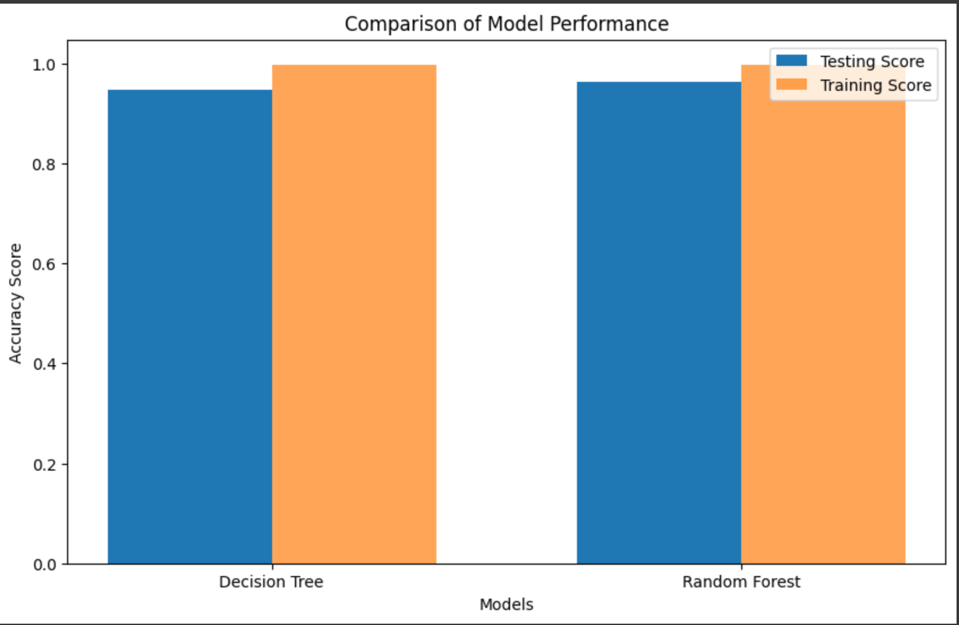 Comparison of Model Performance
Testing Score
Training Score
1.0
0.8
0.6
0.4
0.2
0.0
Accuracy Score
Decision Tree
Random Forest
Models